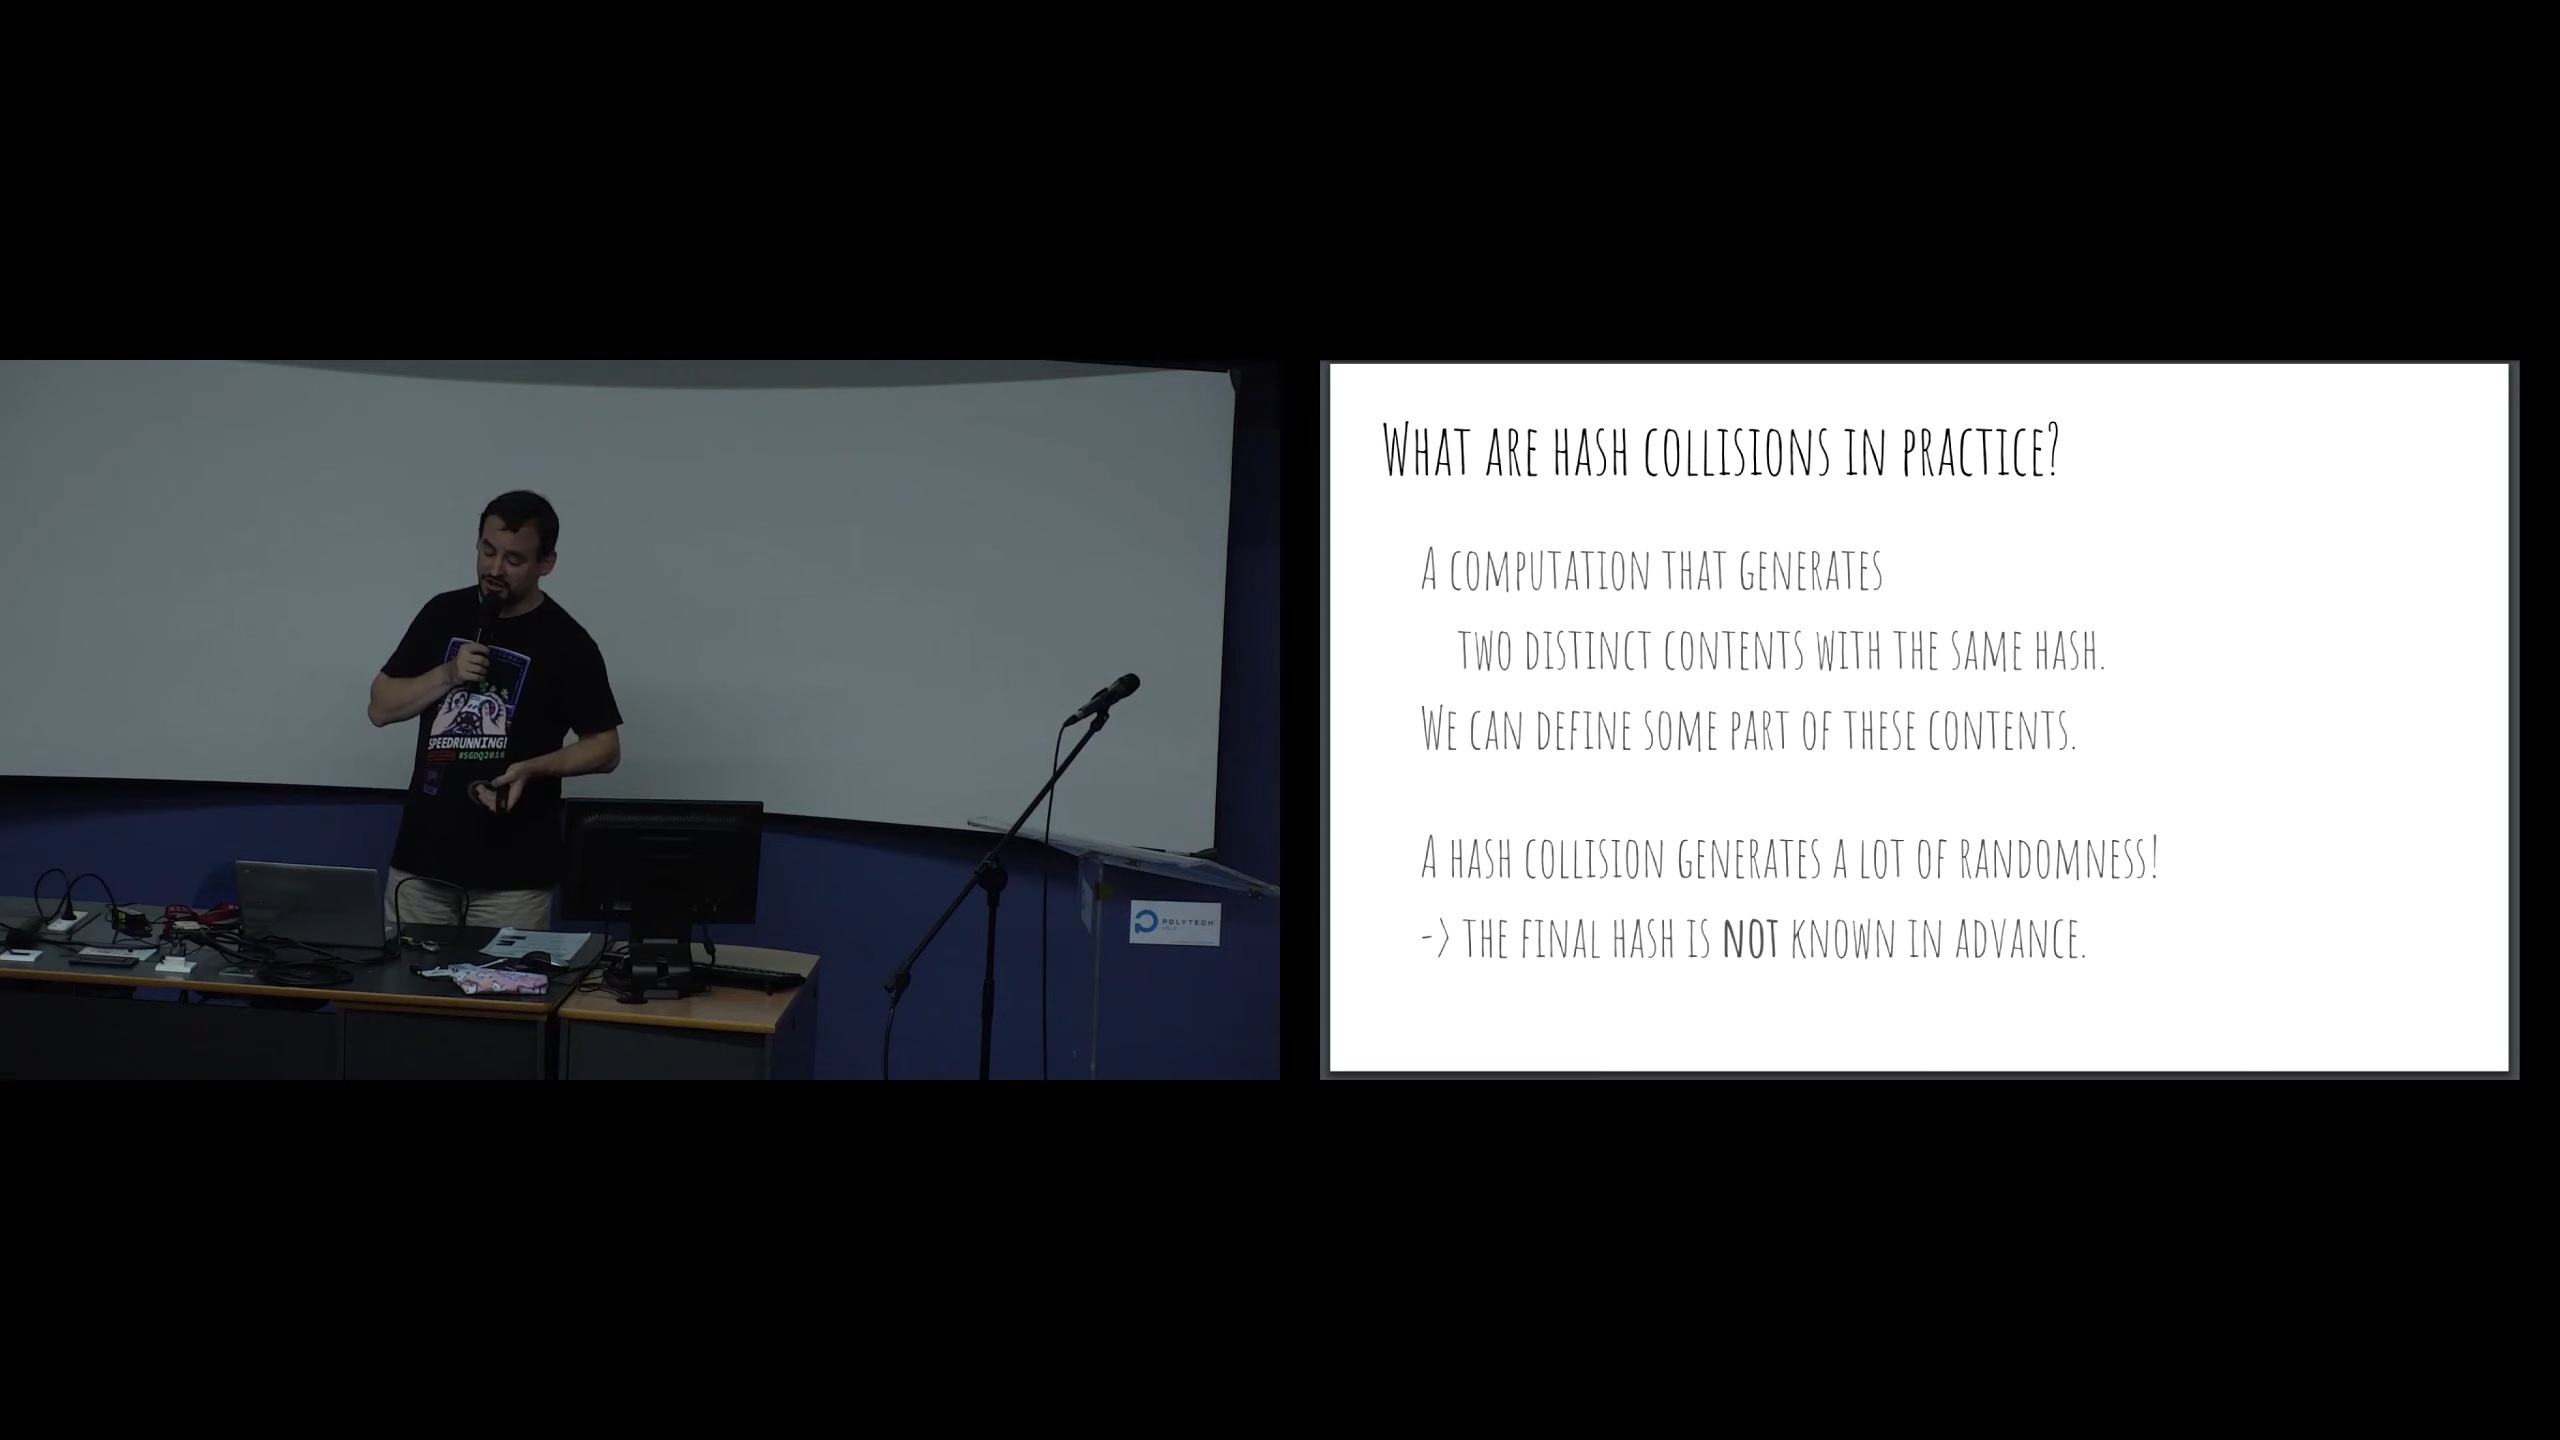 SPEEDRUNNING!
#SGDQ2016
POLYTECH
WHAT ARE HASH COLLISIONS IN PRACTICE?
A COMPUTATION THAT GENERATES
TWO DISTINCT CONTENTS WITH THE SAME HASH.
WE CAN DEFINE SOME PART OF THESE CONTENTS.
A HASH COLLISION GENERATES A LOT OF RANDOMNESS!
-> THE FINAL HASH IS NOT KNOWN IN ADVANCE.